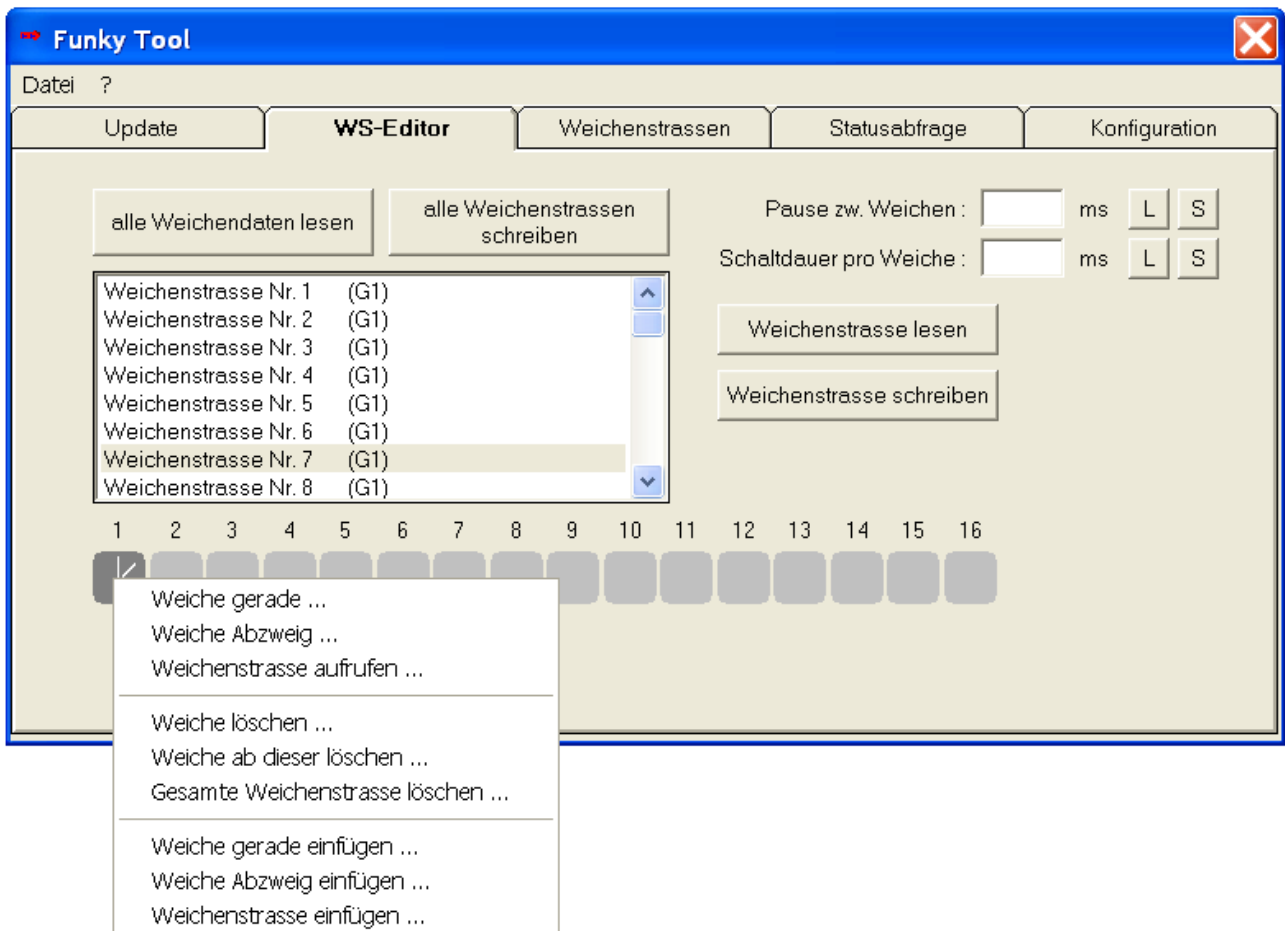 Funky Tool
Datei ?
Update WS-Editor Weichenstrassen Statusabfrage Konfiguration
alle Weichendaten lesen
alle Weichenstrassen
schreiben
Pause zw. Weichen : ms L S
Schaltdauer pro Weiche : ms L S
Weichenstrasse Nr. 1 (G1)
Weichenstrasse Nr. 2 (G1)
Weichenstrasse Nr. 3 (G1)
Weichenstrasse Nr. 4 (G1)
Weichenstrasse Nr. 5 (G1)
Weichenstrasse Nr. 6 (G1)
Weichenstrasse Nr. 7 (G1)
Weichenstrasse Nr. 8 (G1)
Weichenstrasse lesen
Weichenstrasse schreiben
1 2 3 4 5 6 7 8 9 10 11 12 13 14 15 16
Weiche gerade ...
Weiche Abzweig ...
Weichenstrasse aufrufen ...
Weiche löschen ...
Weiche ab dieser löschen ...
Gesamte Weichenstrasse löschen ...
Weiche gerade einfügen ...
Weiche Abzweig einfügen ...
Weichenstrasse einfügen ...